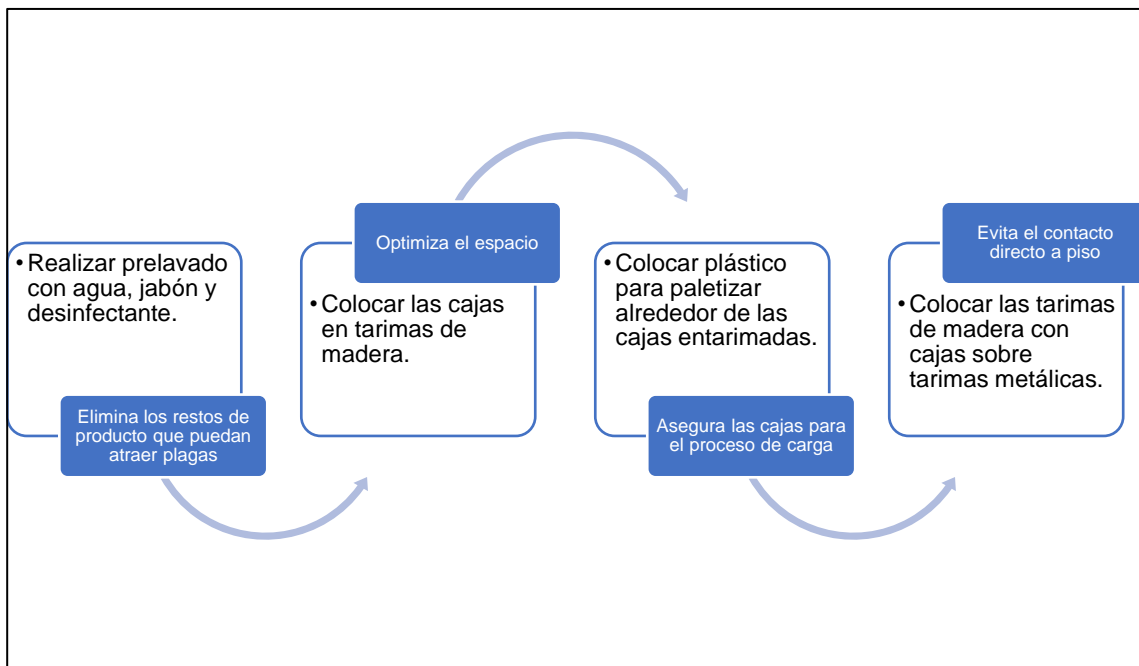 • Realizar prelavado
con agua, jabón y
desinfectante.
Elimina los restos de
producto que puedan
atraer plagas
Optimiza el espacio
• Colocar las cajas
en tarimas de
madera.
• Colocar plástico
para paletizar
alrededor de las
cajas entarimadas.
Asegura las cajas para
el proceso de carga
Evita el contacto
directo a piso
• Colocar las tarimas
de madera con
cajas sobre
tarimas metálicas.